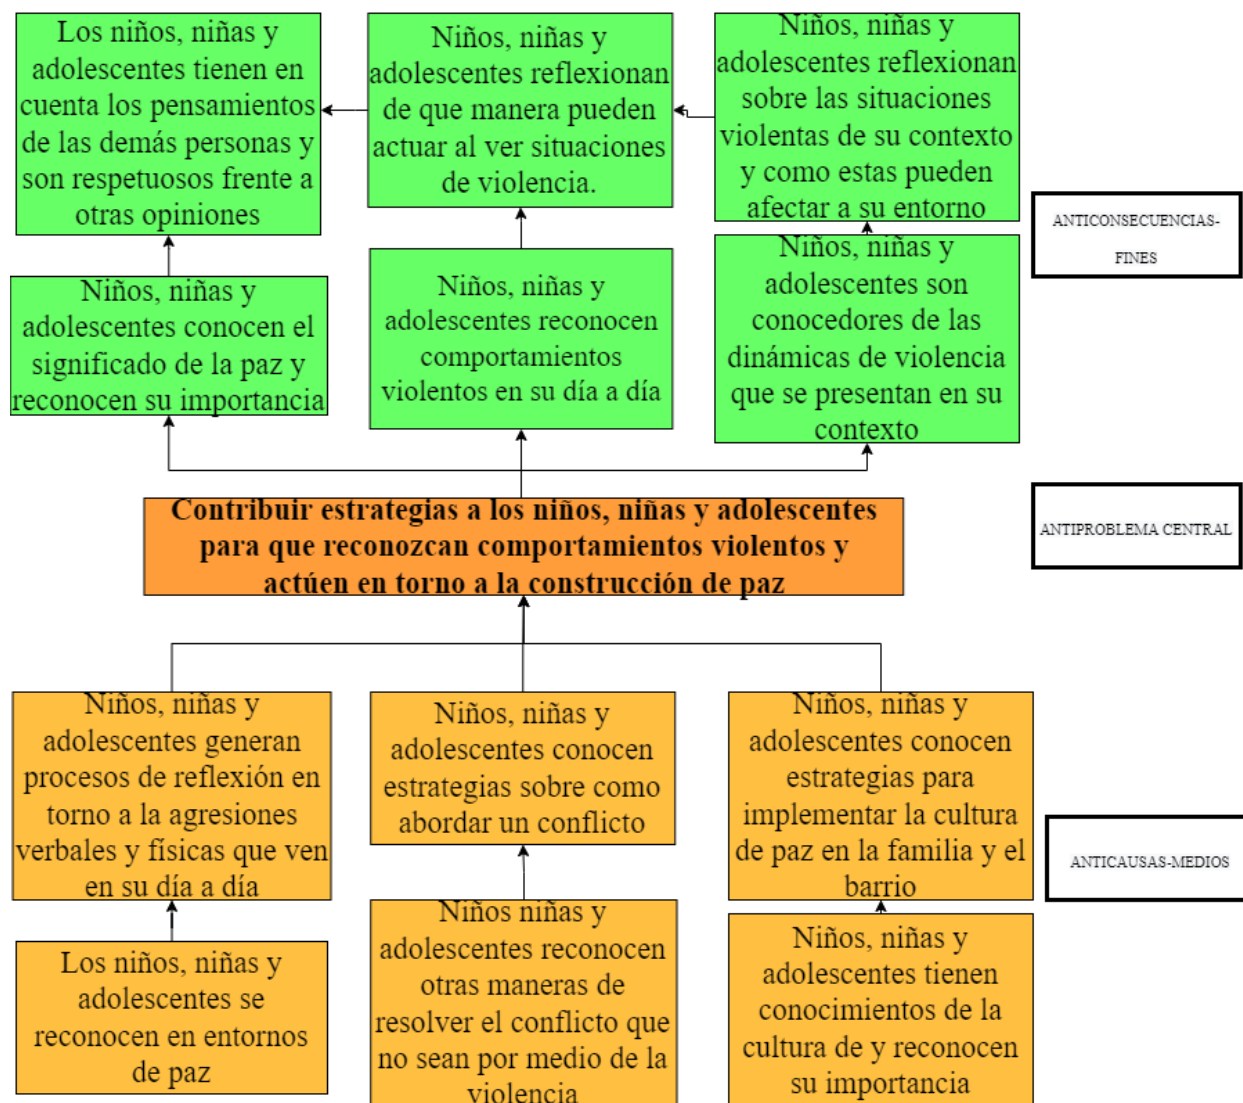 Los niños, niñas y
adolescentes tienen en
cuenta los pensamientos
de las demás personas y
son respetuosos frente a
otras opiniones
Niños, niñas y
adolescentes reflexionan
de que manera pueden
actuar al ver situaciones
de violencia.
Niños, niñas y
adolescentes reflexionan
sobre las situaciones
violentas de su contexto
y como estas pueden
afectar a su entorno
ANTICONSECUENCIAS-
FINES
Niños, niñas y
adolescentes conocen el
significado de la paz y
reconocen su importancia
Niños, niñas y
adolescentes reconocen
comportamientos
violentos en su día a día
Niños, niñas y
adolescentes son
conocedores de las
dinámicas de violencia
que se presentan en su
contexto
Contribuir estrategias a los niños, niñas y adolescentes
para que reconozcan comportamientos violentos y
actúen en torno a la construcción de paz
ANTIPROBLEMA CENTRAL
Niños, niñas y
adolescentes generan
procesos de reflexión en
torno a la agresiones
verbales y físicas que ven
en su día a día
Niños, niñas y
adolescentes conocen
estrategias sobre como
abordar un conflicto
Niños, niñas y
adolescentes conocen
estrategias para
implementar la cultura
de paz en la familia y el
barrio
ANTICAUSAS-MEDIOS
Los niños, niñas y
adolescentes se
reconocen en entornos
de paz
Niños niñas y
adolescentes reconocen
otras maneras de
resolver el conflicto que
no sean por medio de la
violencia
Niños, niñas y
adolescentes tienen
conocimientos de la
cultura de y reconocen
su importancia